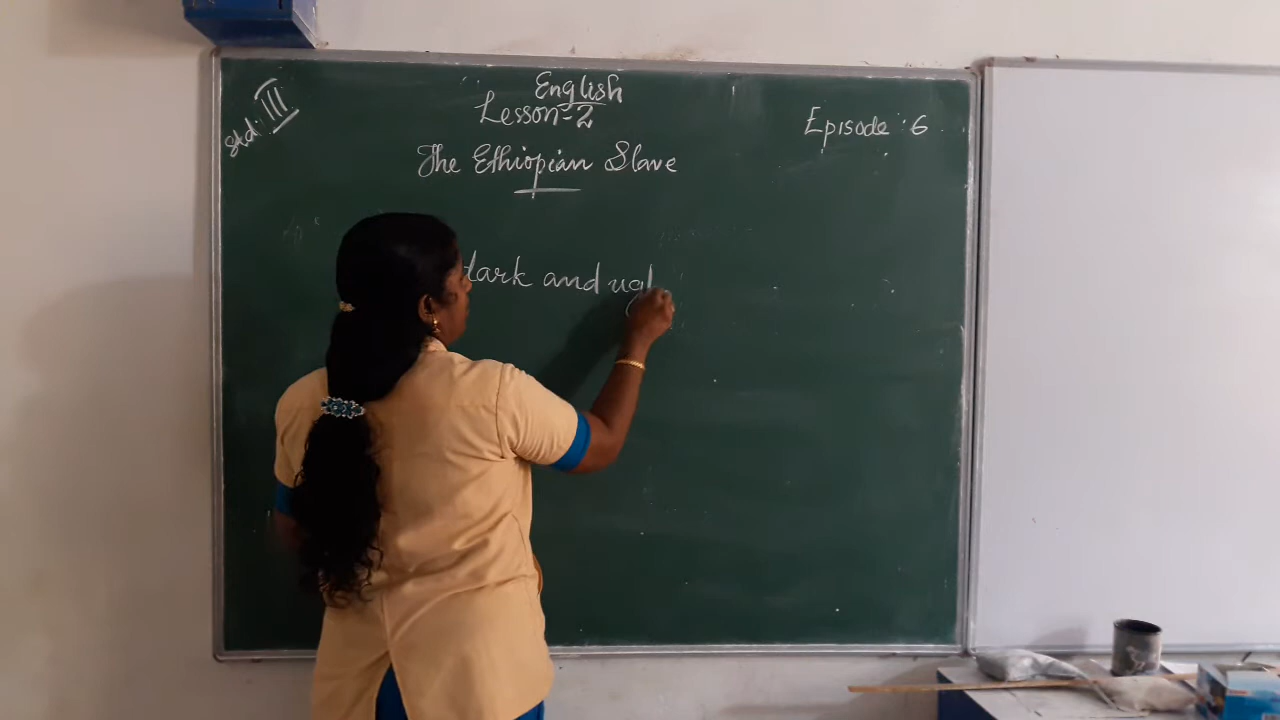 English
Std: III
Lesson-2
Episode : 6
The Ethiopian Slave
dark and ugl